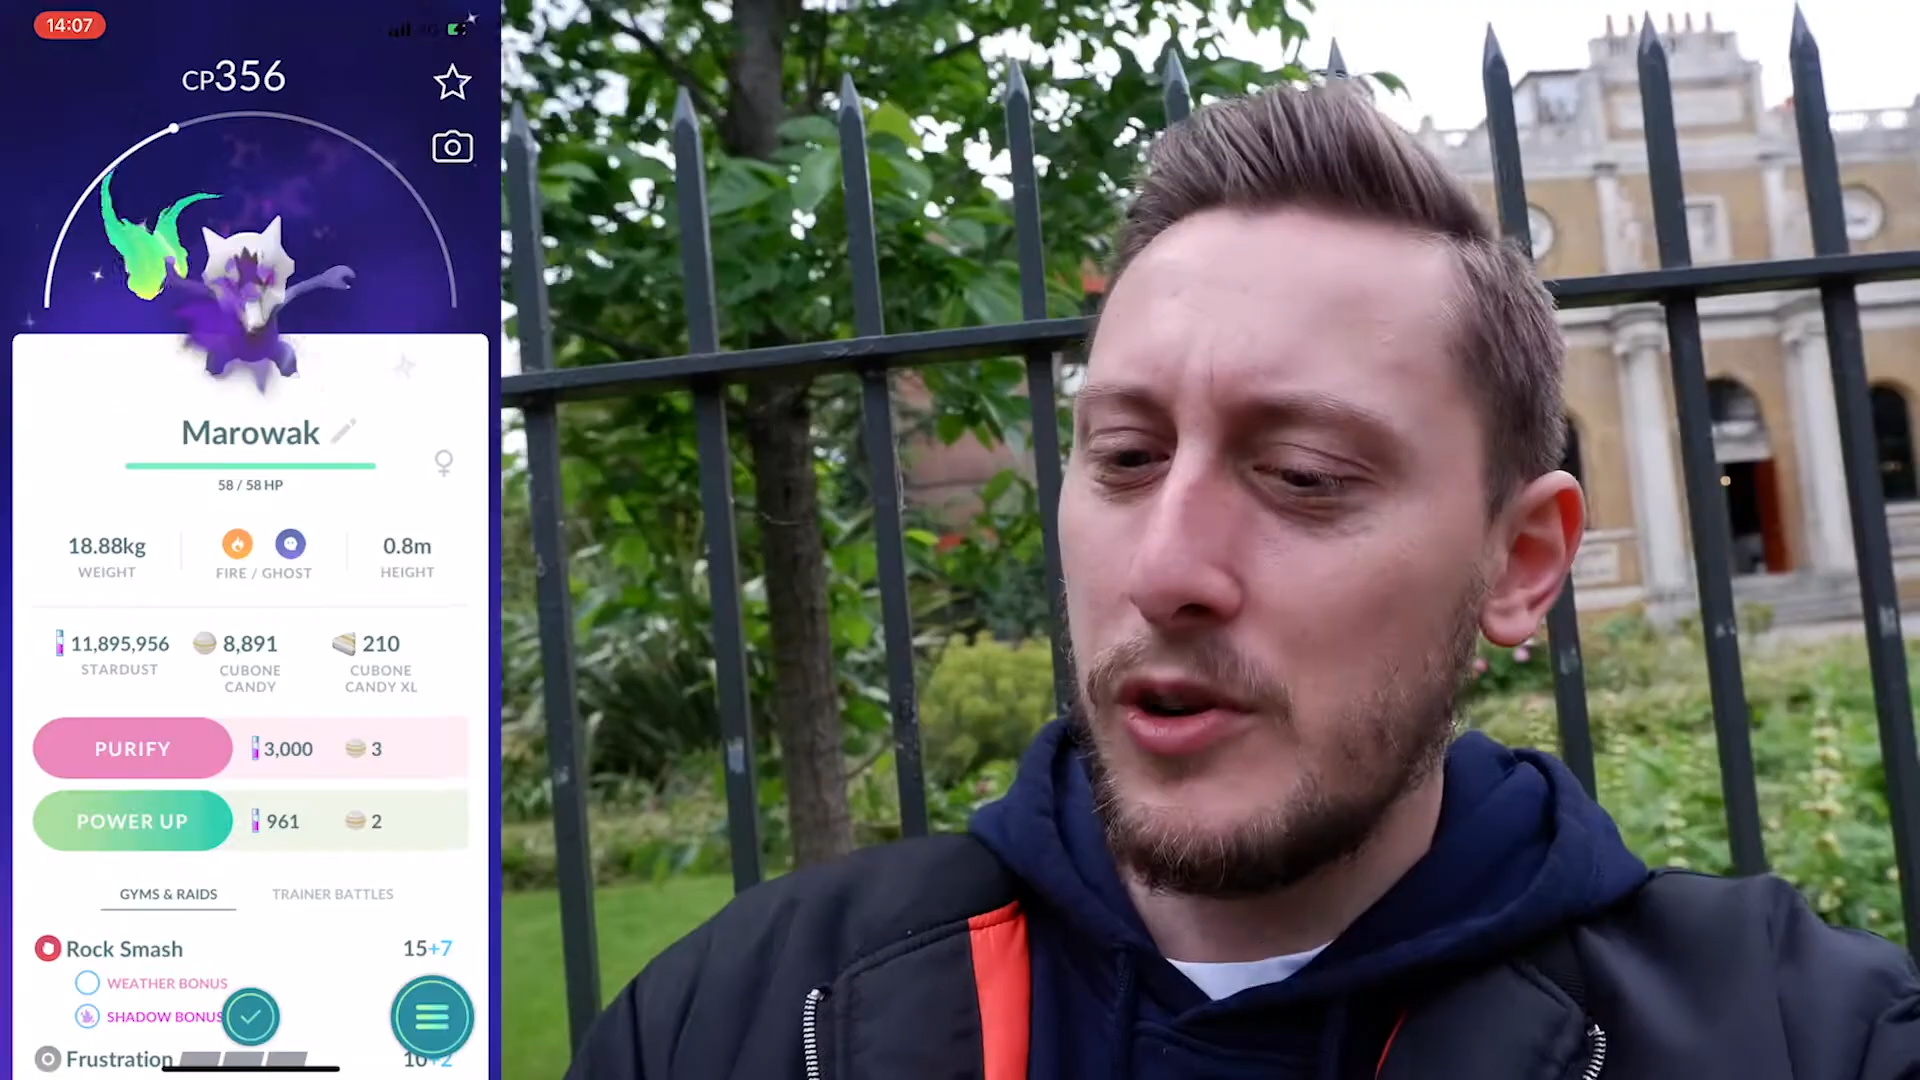 14:07
CP356
Marowak
58 / 58 HP
18.88kg
WEIGHT
FIRE / GHOST
0.8m
HEIGHT
11,895,956
STARDUST
8,891
CUBONE
CANDY
210
CUBONE
CANDY XL
PURIFY 3,000 3
POWER UP 961 2
GYMS & RAIDS TRAINER BATTLES
Rock Smash 15+7
WEATHER BONUS
SHADOW BONUS
Frustration